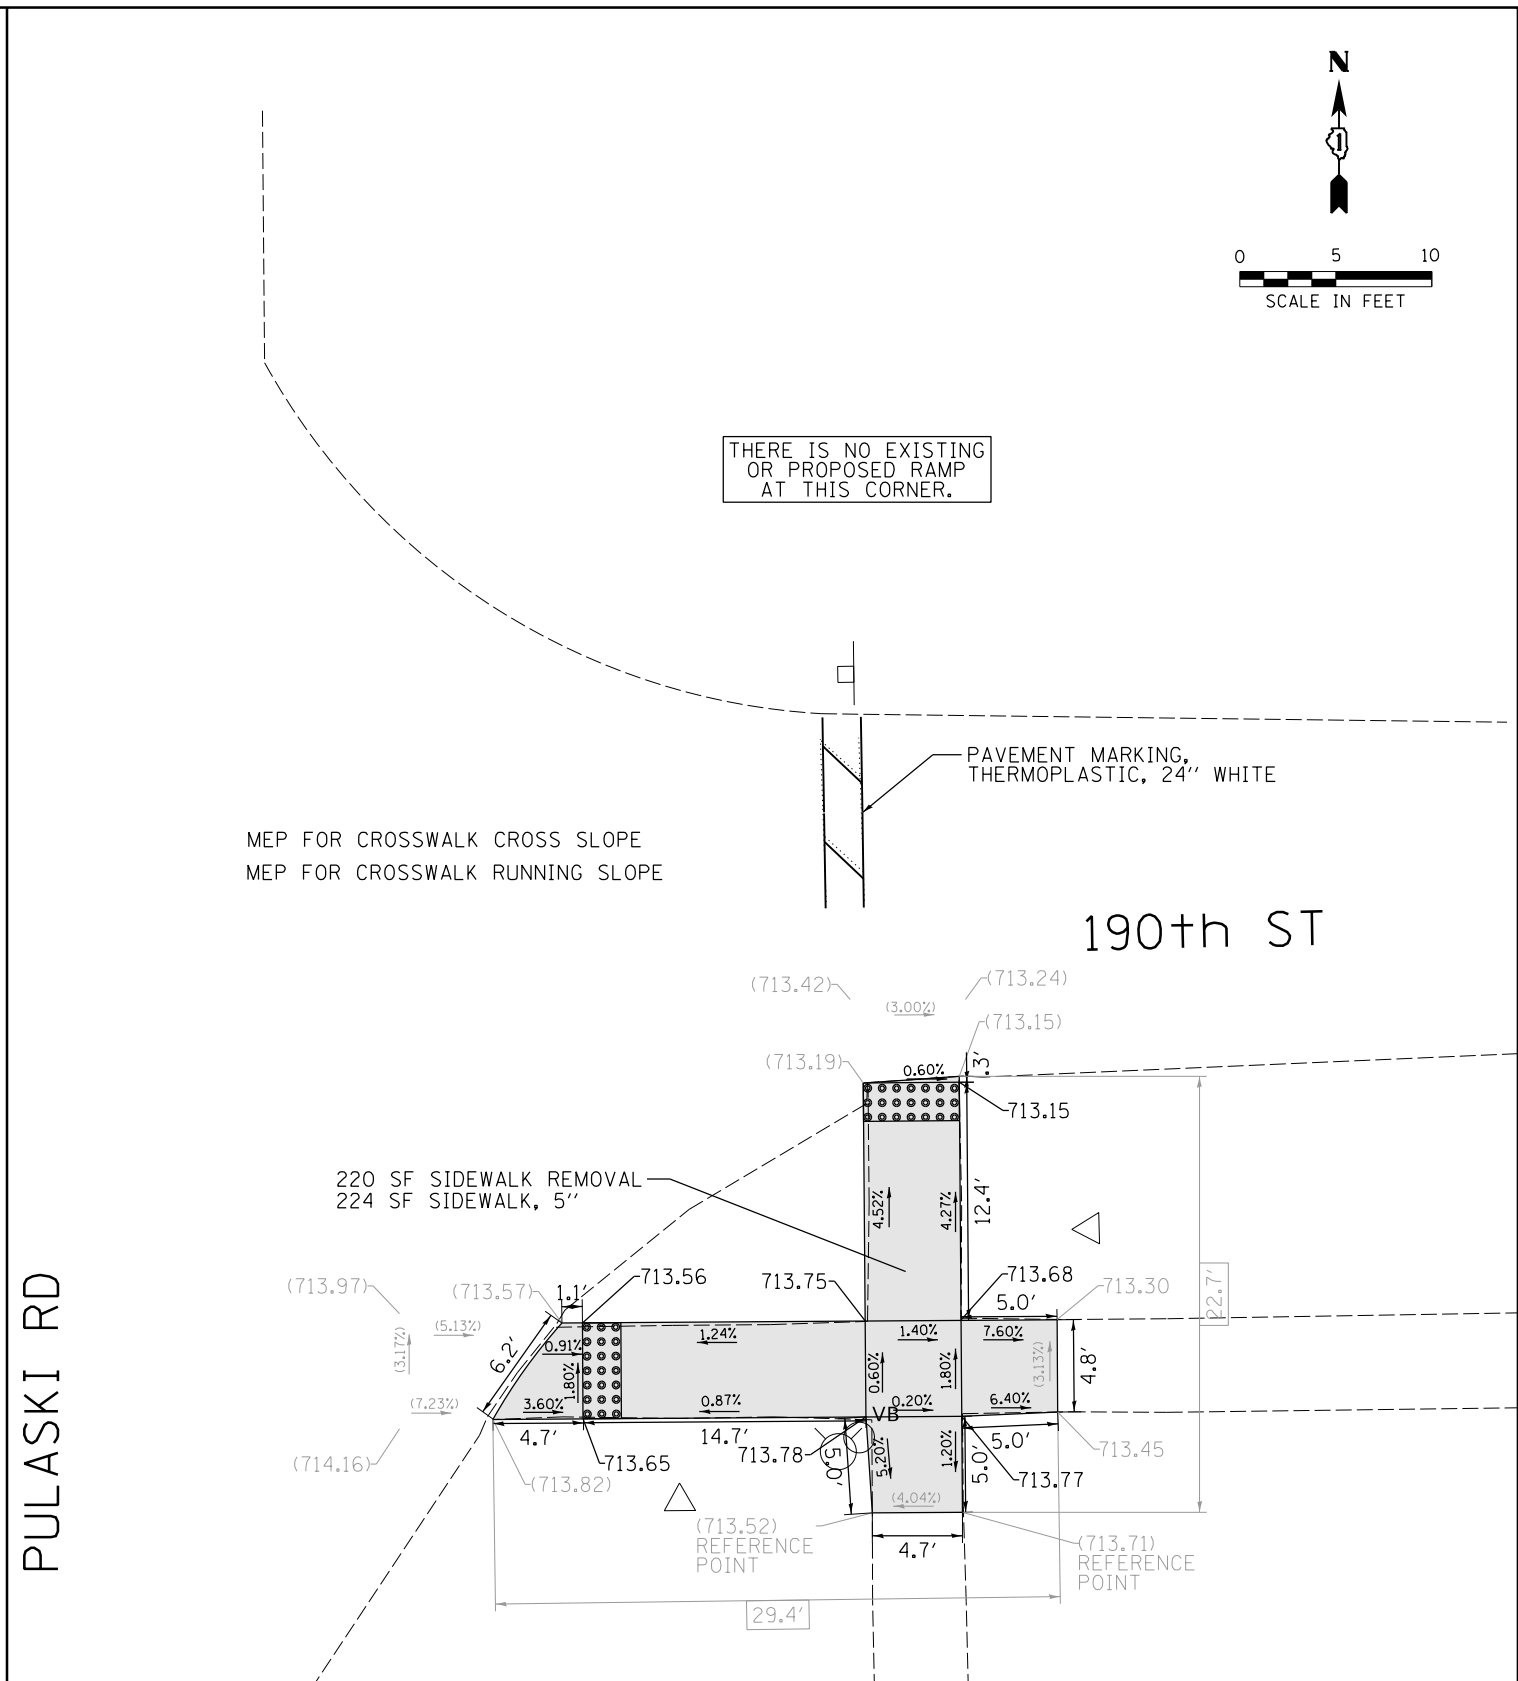 N
1
0 5 10
SCALE IN FEET
THERE IS NO EXISTING
OR PROPOSED RAMP
AT THIS CORNER.
PAVEMENT MARKING,
THERMOPLASTIC, 24'' WHITE
MEP FOR CROSSWALK CROSS SLOPE
MEP FOR CROSSWALK RUNNING SLOPE
190th ST
(713.42)
(713.24)
(3.00%)
(713.15)
(713.19)
0.60%
.3'
713.15
220 SF SIDEWALK REMOVAL
224 SF SIDEWALK, 5''
4.52%
4.27%
12.4'
PULASKI RD
(713.97)
(713.57)
1.1'
713.56
713.75
713.68
5.0'
713.30
22.7'
(5.13%)
(3.17%)
6.2'
0.91%
1.80%
1.24%
1.40%
7.60%
0.60%
1.80%
(3.13%)
4.8'
(7.23%)
3.60%
0.87%
0.20%
6.40%
VB
4.7'
14.7'
5.0'
713.65
713.78
5.0'
5.20%
1.20%
5.0'
713.77
713.45
(714.16)
(713.82)
(4.04%)
(713.52)
REFERENCE
POINT
4.7'
(713.71)
REFERENCE
POINT
29.4'